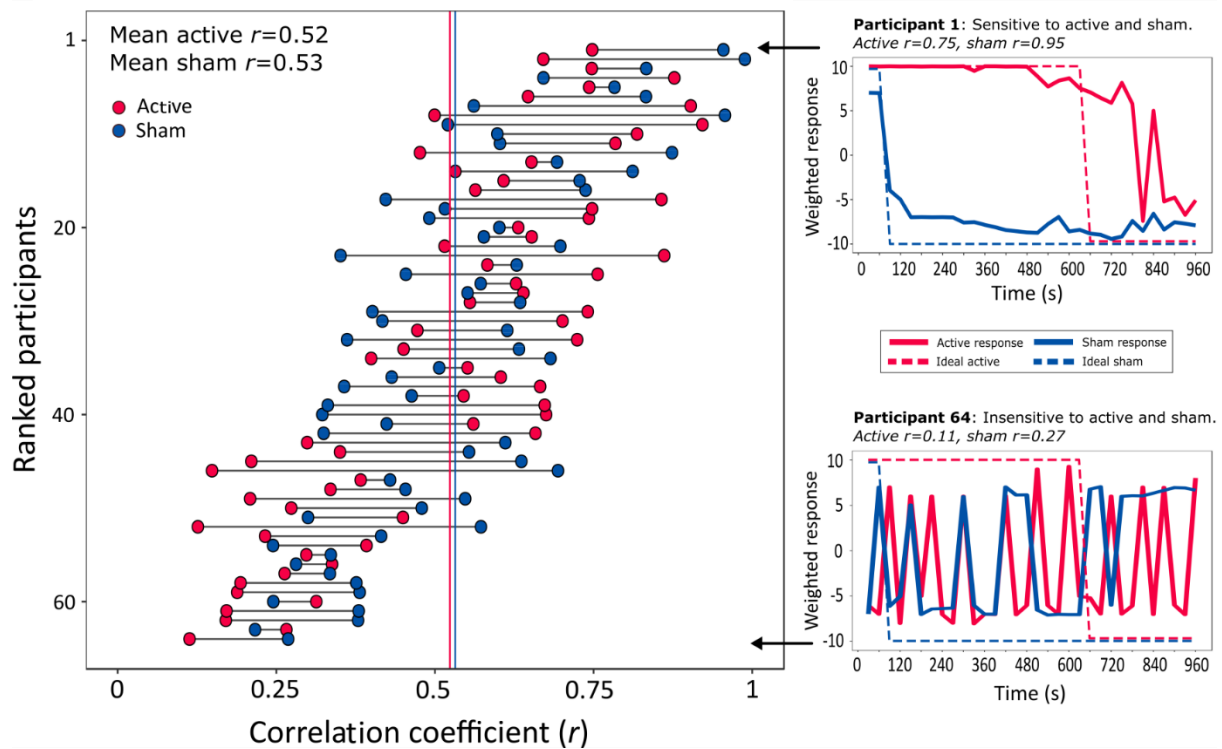 Mean active r=0.52
Mean sham r=0.53
Active
Sham
Ranked participants
1
20
40
60
0
0.25
0.5
0.75
1
Correlation coefficient (r)
Participant 1: Sensitive to active and sham.
Active r=0.75, sham r=0.95
Weighted response
10
5
0
-5
-10
120
240
360
480
600
720
840
960
Time (s)
Active response
Sham response
Ideal active
Ideal sham
Participant 64: Insensitive to active and sham.
Active r=0.11, sham r=0.27
Weighted response
10
5
0
-5
-10
120
240
360
480
600
720
840
960
Time (s)